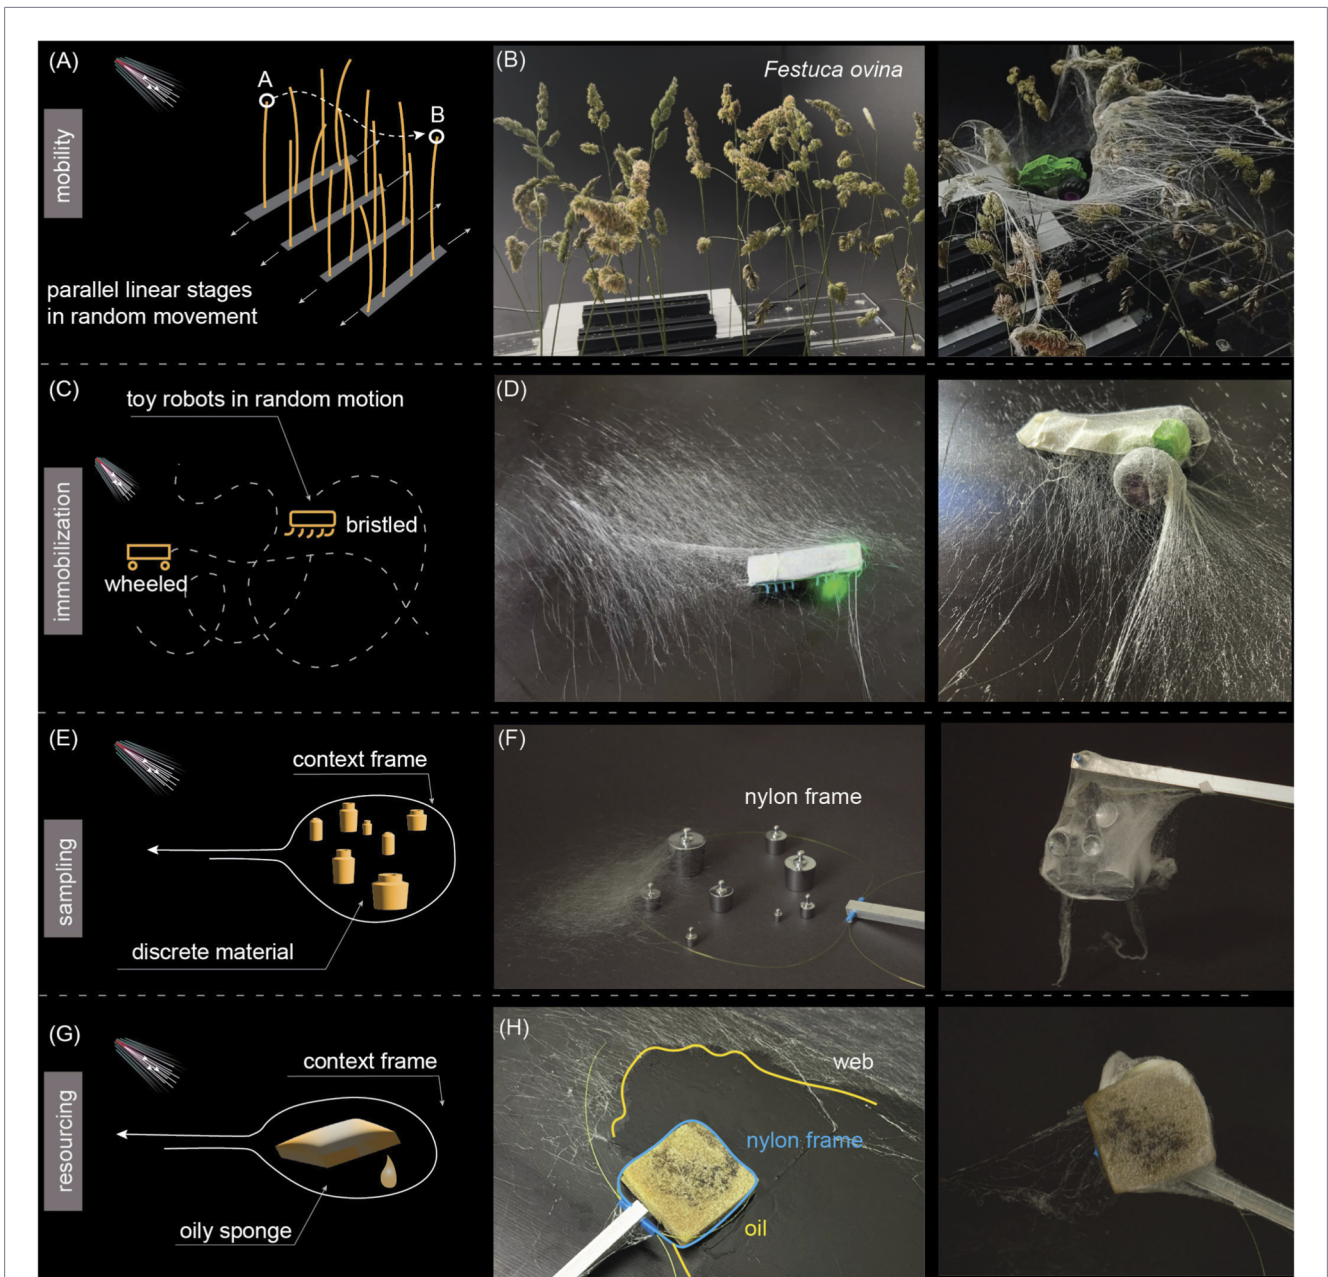 (A)
mobility
A
B
parallel linear stages
in random movement
(B)
Festuca ovina
(C)
immobilization
toy robots in random motion
bristled
wheeled
(D)
(E)
sampling
context frame
discrete material
(F)
nylon frame
(G)
resourcing
context frame
oily sponge
(H)
web
nylon frame
oil